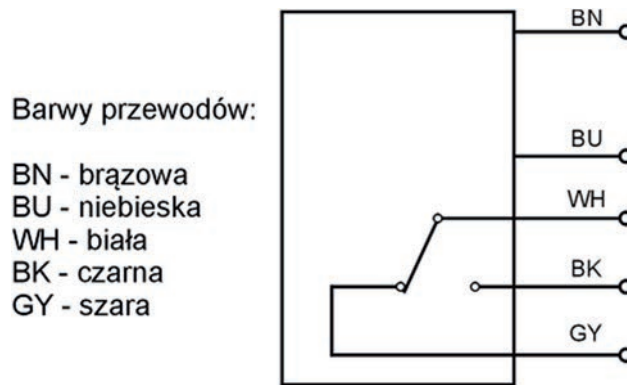 Barwy przewodów:
BN - brązowa
BU - niebieska
WH - biała
BK - czarna
GY - szara
BN
BU
WH
BK
GY